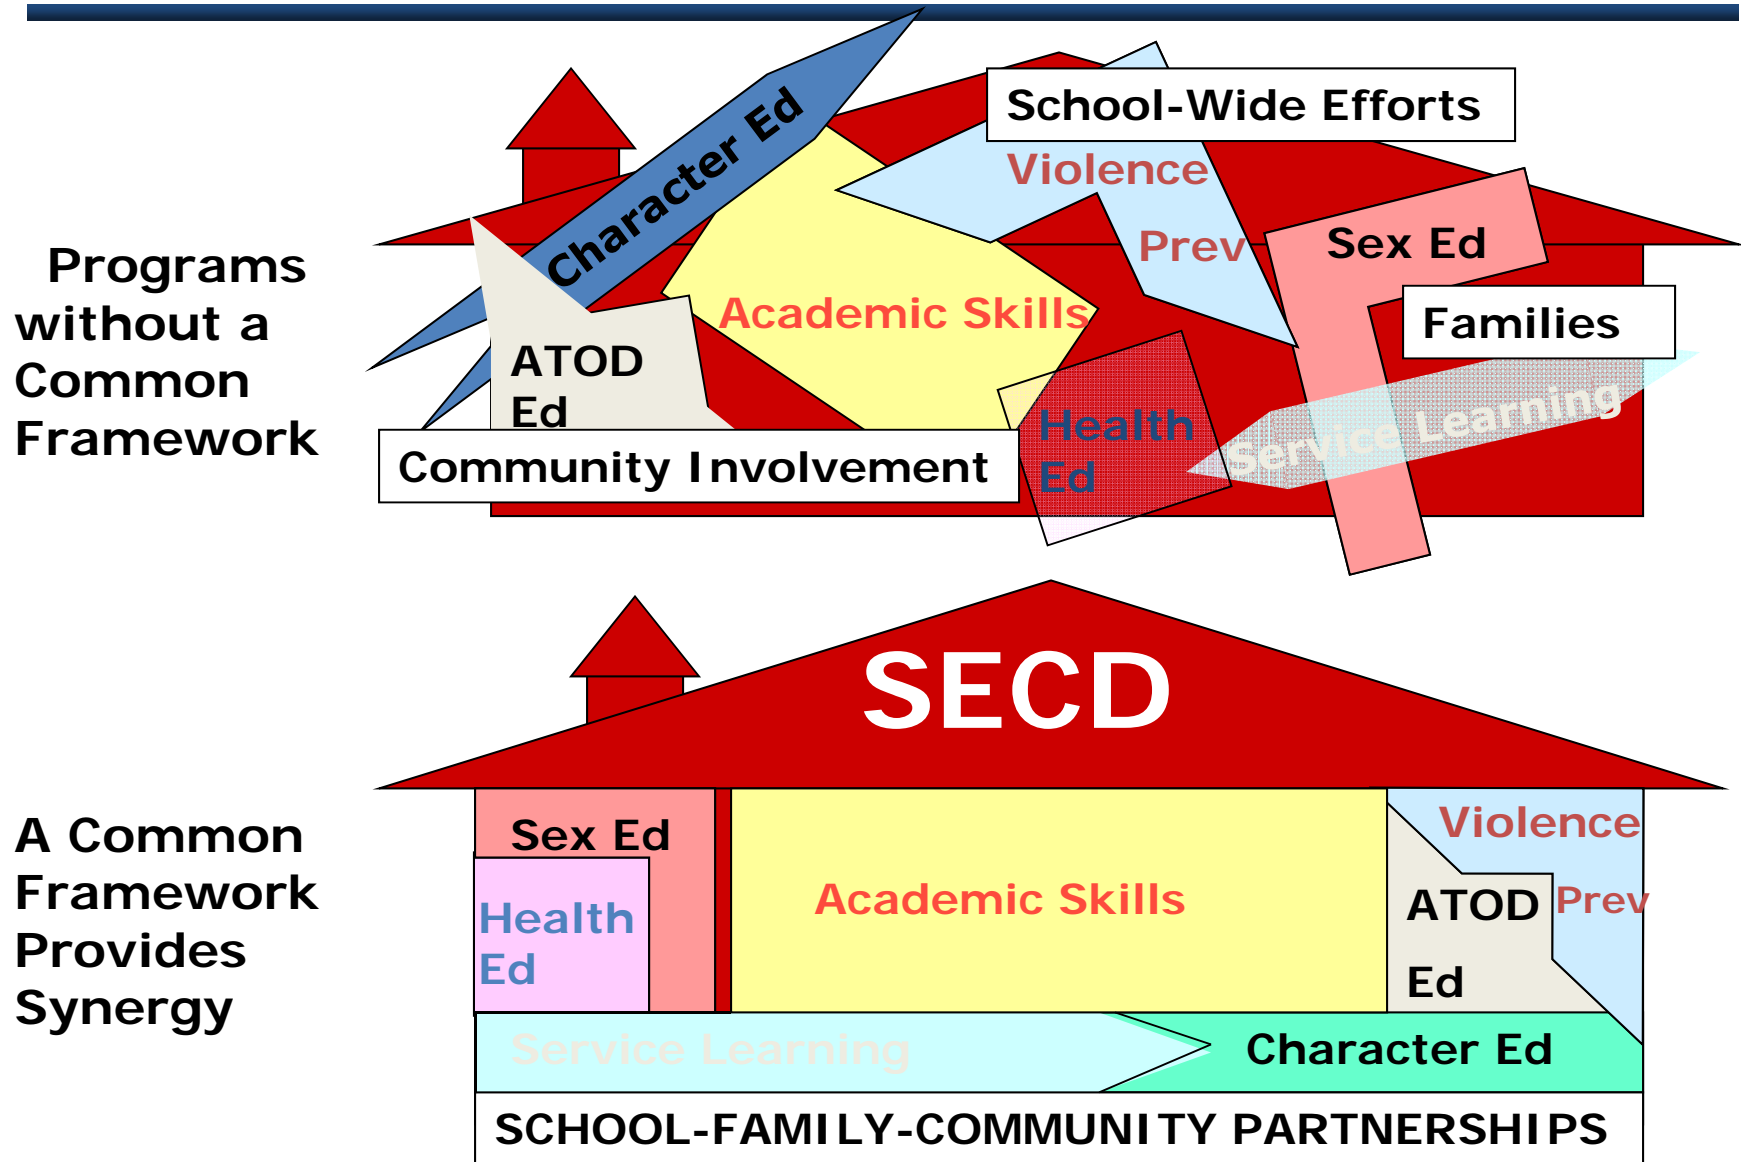 Character Ed
School-Wide Efforts
Violence
Prev
Sex Ed
Programs
without a
Common
Framework
Academic Skills
Families
ATOD
Ed
Service Learning
Health
Ed
Community Involvement
SECD
A Common
Framework
Provides
Synergy
Sex Ed
Health
Ed
Academic Skills
Violence
Prev
ATOD
Ed
Service Learning
Character Ed
SCHOOL-FAMILY-COMMUNITY PARTNERSHIPS